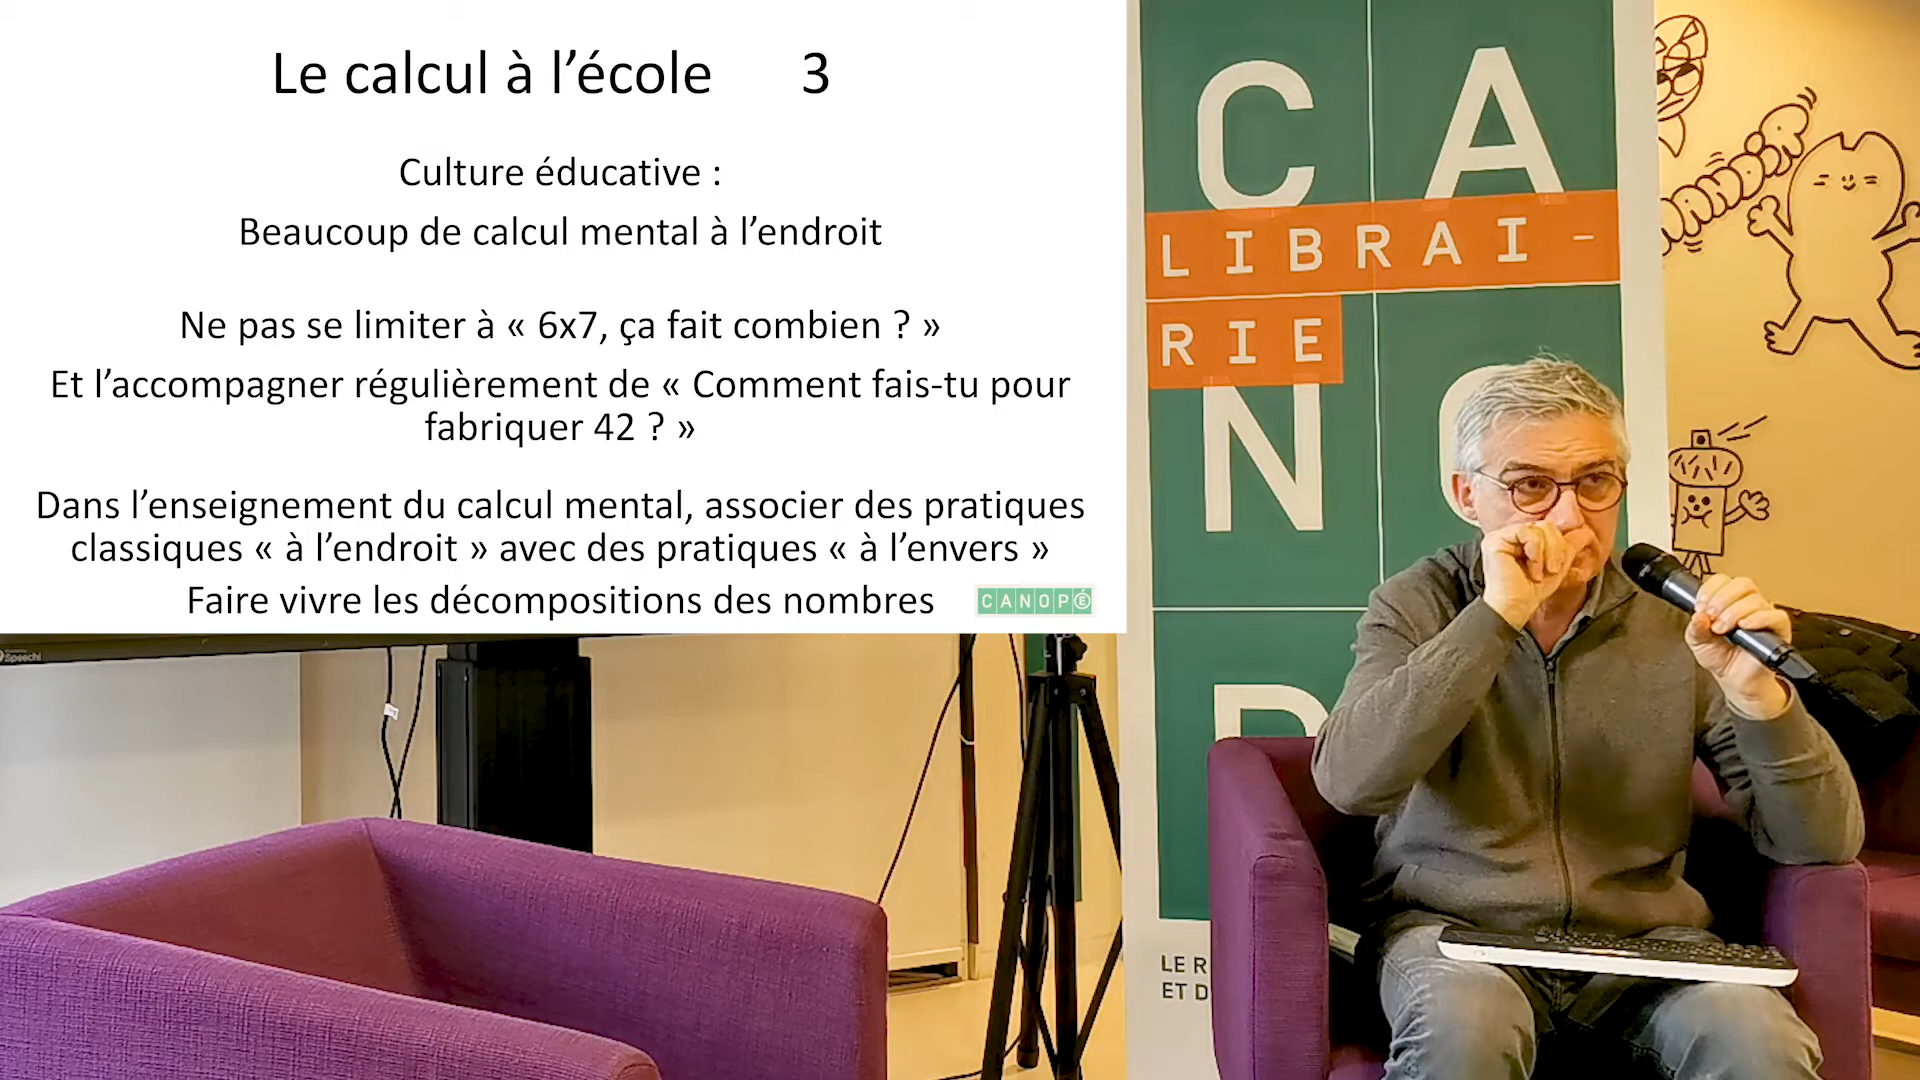 Le calcul à l’école 3
Culture éducative :
Beaucoup de calcul mental à l’endroit
Ne pas se limiter à « 6x7, ça fait combien ? »
Et l’accompagner régulièrement de « Comment fais-tu pour
fabriquer 42 ? »
Dans l’enseignement du calcul mental, associer des pratiques
classiques « à l’endroit » avec des pratiques « à l’envers »
Faire vivre les décompositions des nombres
CANOPÉ
Speechi
CA
LIBRAI-
RIE
NO
P
LE R
ET D